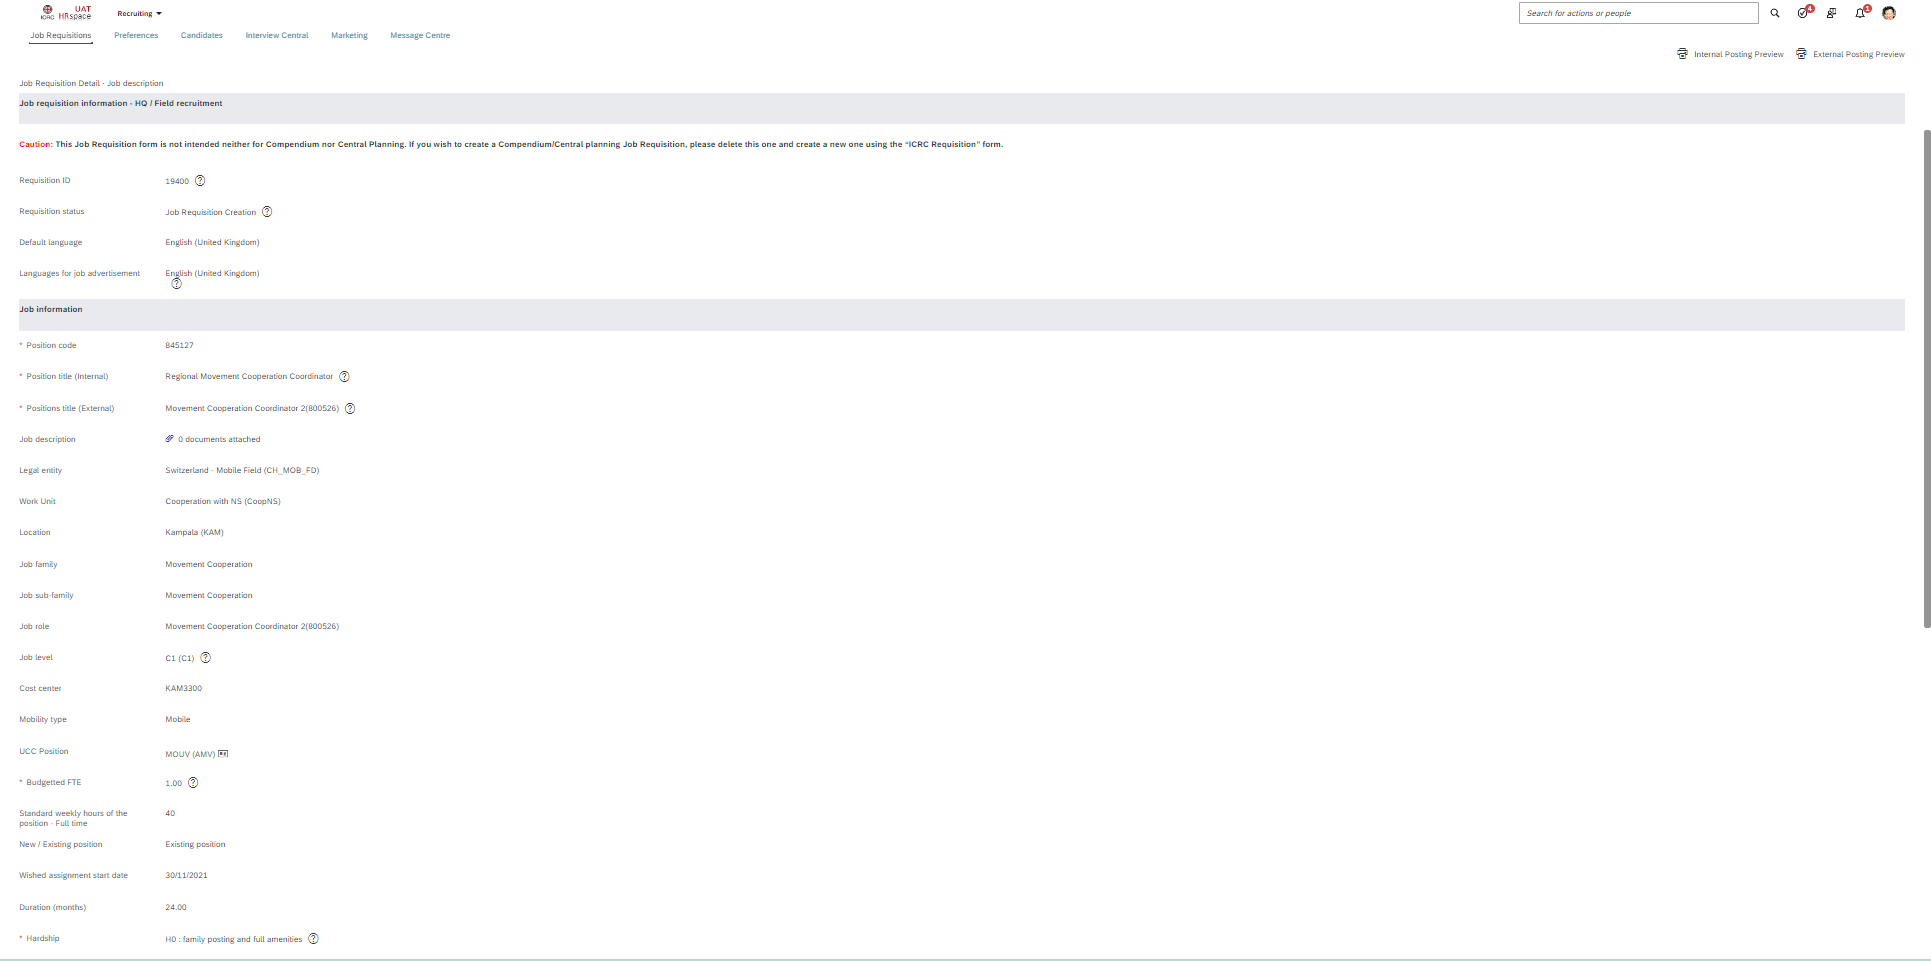 ICRC UAT HRspace Recruiting Search for actions or people 4 1
Job Requisitions Preferences Candidates Interview Central Marketing Message Centre
Internal Posting Preview External Posting Preview
Job Requisition Detail - Job description
Job requisition information - HQ / Field recruitment
Caution: This Job Requisition form is not intended neither for Compendium nor Central Planning. If you wish to create a Compendium/Central planning Job Requisition, please delete this one and create a new one using the “ICRC Requisition” form.
Requisition ID 19400 ?
Requisition status Job Requisition Creation ?
Default language English (United Kingdom)
Languages for job advertisement English (United Kingdom)
?
Job information
* Position code 845127
* Position title (Internal) Regional Movement Cooperation Coordinator ?
* Positions title (External) Movement Cooperation Coordinator 2(800526) ?
Job description 0 documents attached
Legal entity Switzerland - Mobile Field (CH_MOB_FD)
Work Unit Cooperation with NS (CoopNS)
Location Kampala (KAM)
Job family Movement Cooperation
Job sub-family Movement Cooperation
Job role Movement Cooperation Coordinator 2(800526)
Job level C1 (C1) ?
Cost center KAM3300
Mobility type Mobile
UCC Position MOUV (AMV)
* Budgetted FTE 1.00 ?
Standard weekly hours of the 40
position - Full time
New / Existing position Existing position
Wished assignment start date 30/11/2021
Duration (months) 24.00
* Hardship H0 : family posting and full amenities ?